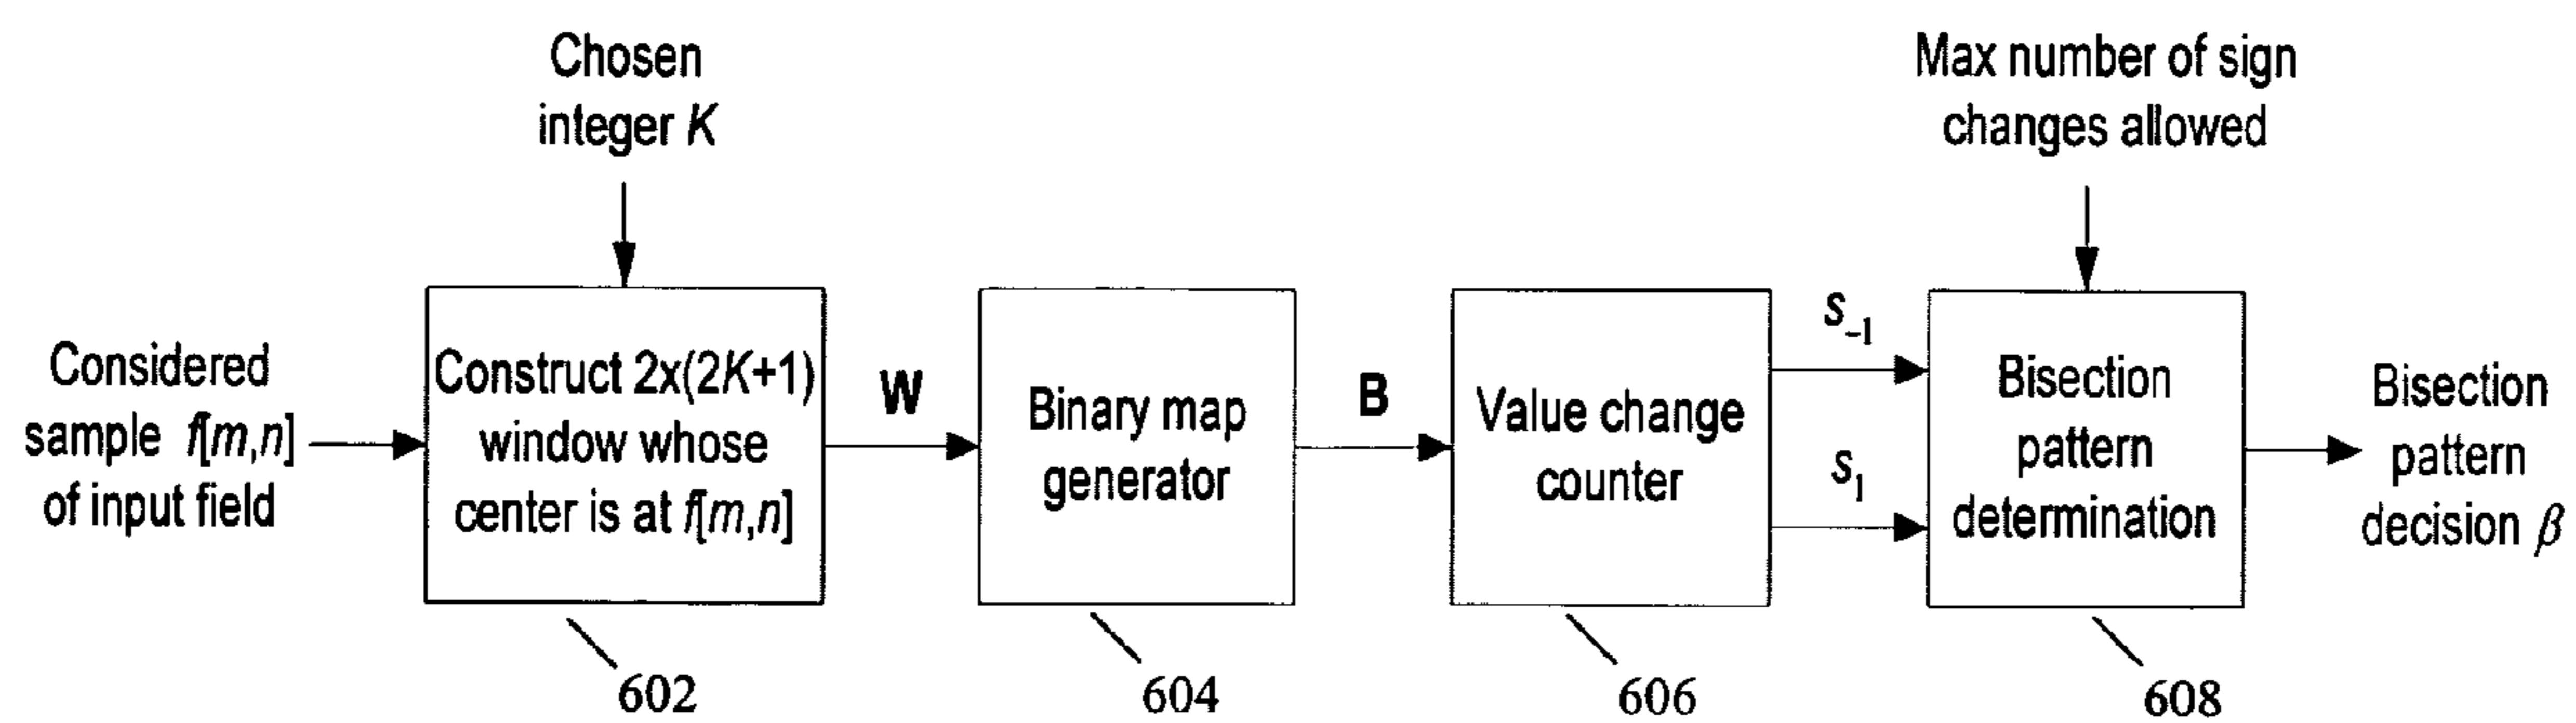 Chosen
integer K
Max number of sign
changes allowed
Considered
sample f[m,n]
of input field
Construct 2x(2K+1)
window whose
center is at f[m,n]
W
Binary map
generator
B
Value change
counter
s₋₁
s₁
Bisection
pattern
determination
Bisection
pattern
decision β
602
604
606
608